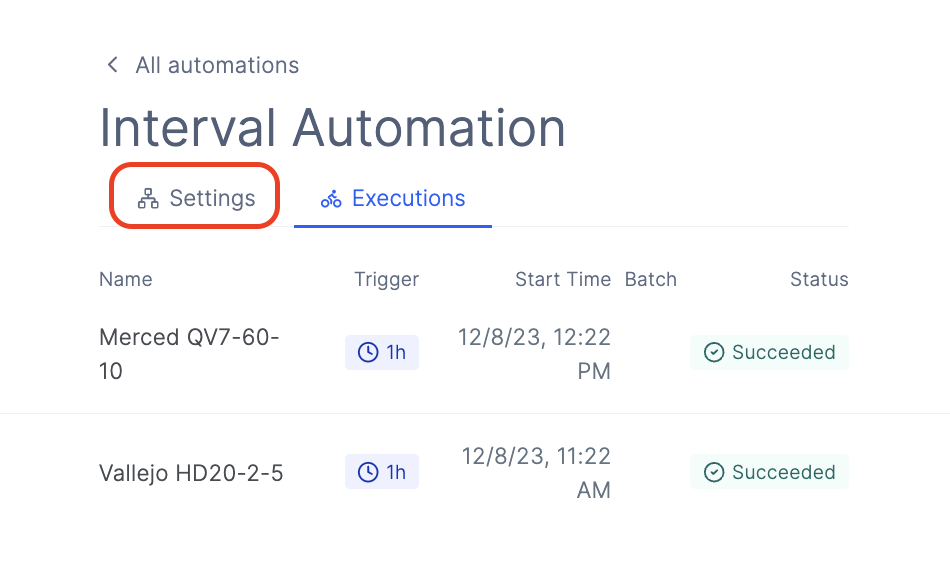 All automations
Interval Automation
Settings Executions
Name Trigger Start Time Batch Status
Merced QV7-60-
10
1h
12/8/23, 12:22
PM
Succeeded
Vallejo HD20-2-5
1h
12/8/23, 11:22
AM
Succeeded